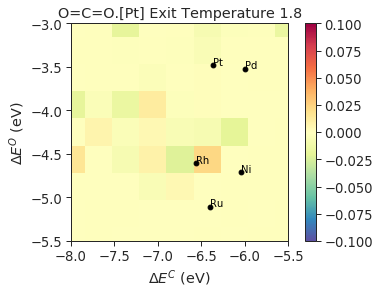 O=C=O.[Pt] Exit Temperature 1.8
−3.0
−3.5
−4.0
−4.5
−5.0
−5.5
ΔE^O (eV)
Pt
Pd
Rh
Ni
Ru
−8.0 −7.5 −7.0 −6.5 −6.0 −5.5
ΔE^C (eV)
0.100
0.075
0.050
0.025
0.000
−0.025
−0.050
−0.075
−0.100